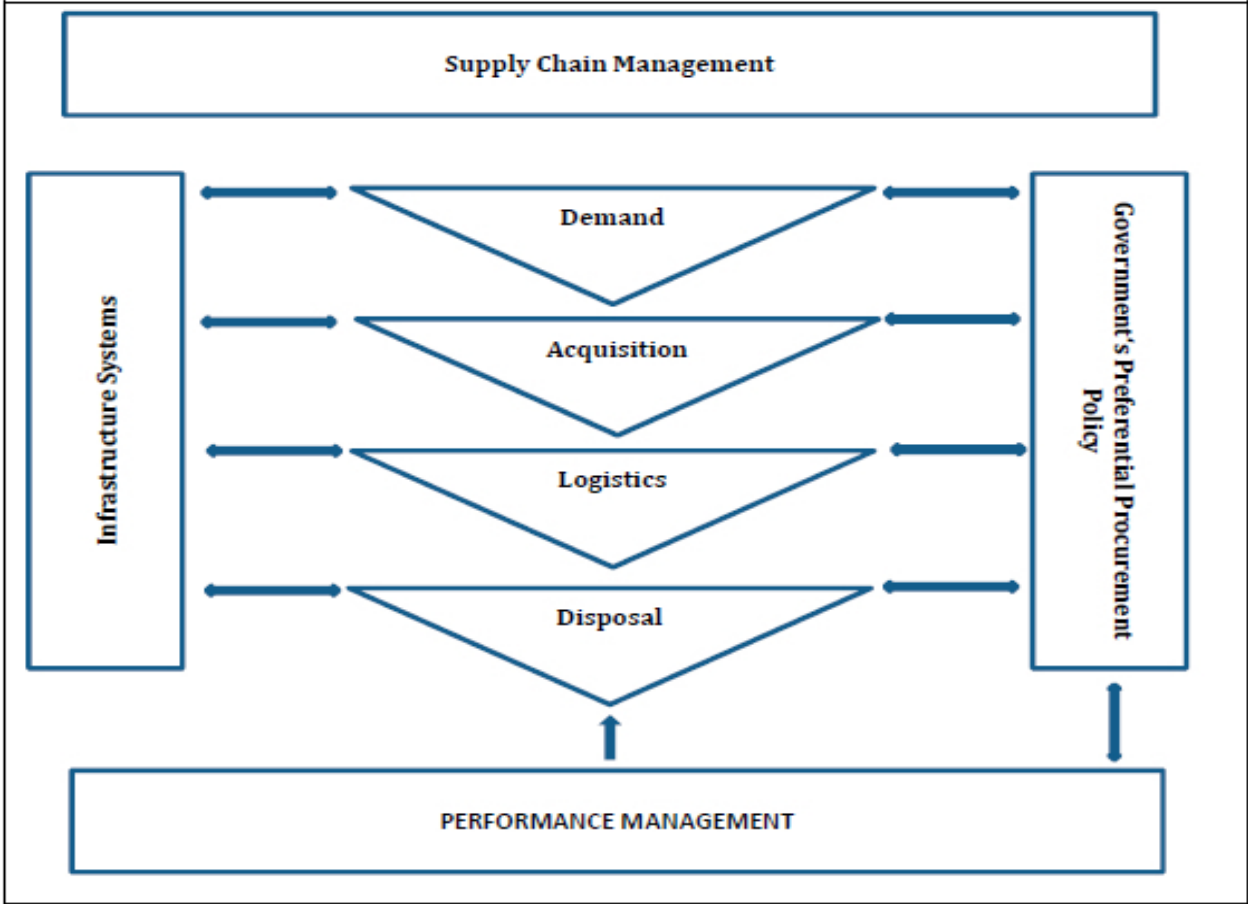 Supply Chain Management
Demand
Acquisition
Logistics
Disposal
Infrastructure Systems
Government‘s Preferential Procurement
Policy
PERFORMANCE MANAGEMENT